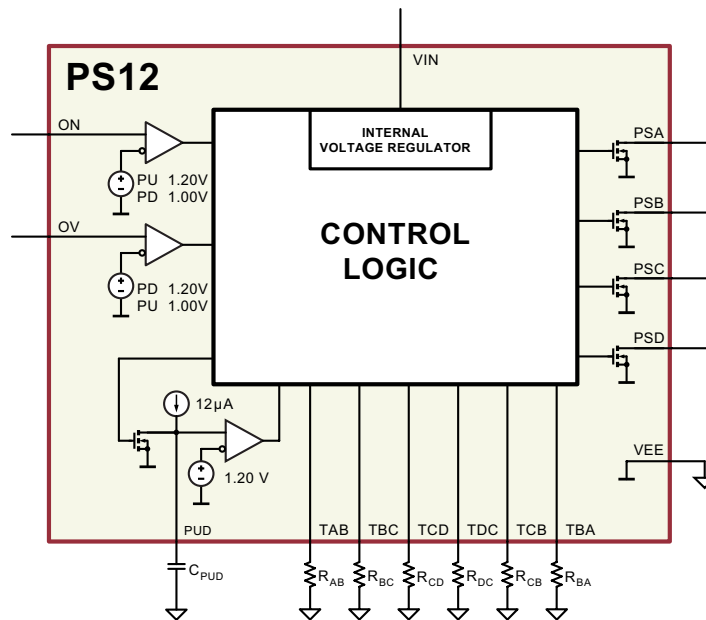 VIN
PS12
ON
INTERNAL
VOLTAGE REGULATOR
PSA
PU 1.20V
PD 1.00V
PSB
OV
CONTROL
LOGIC
PSC
PD 1.20V
PU 1.00V
PSD
12µA
1.20 V
VEE
PUD TAB TBC TCD TDC TCB TBA
CPUD RAB RBC RCD RDC RCB RBA